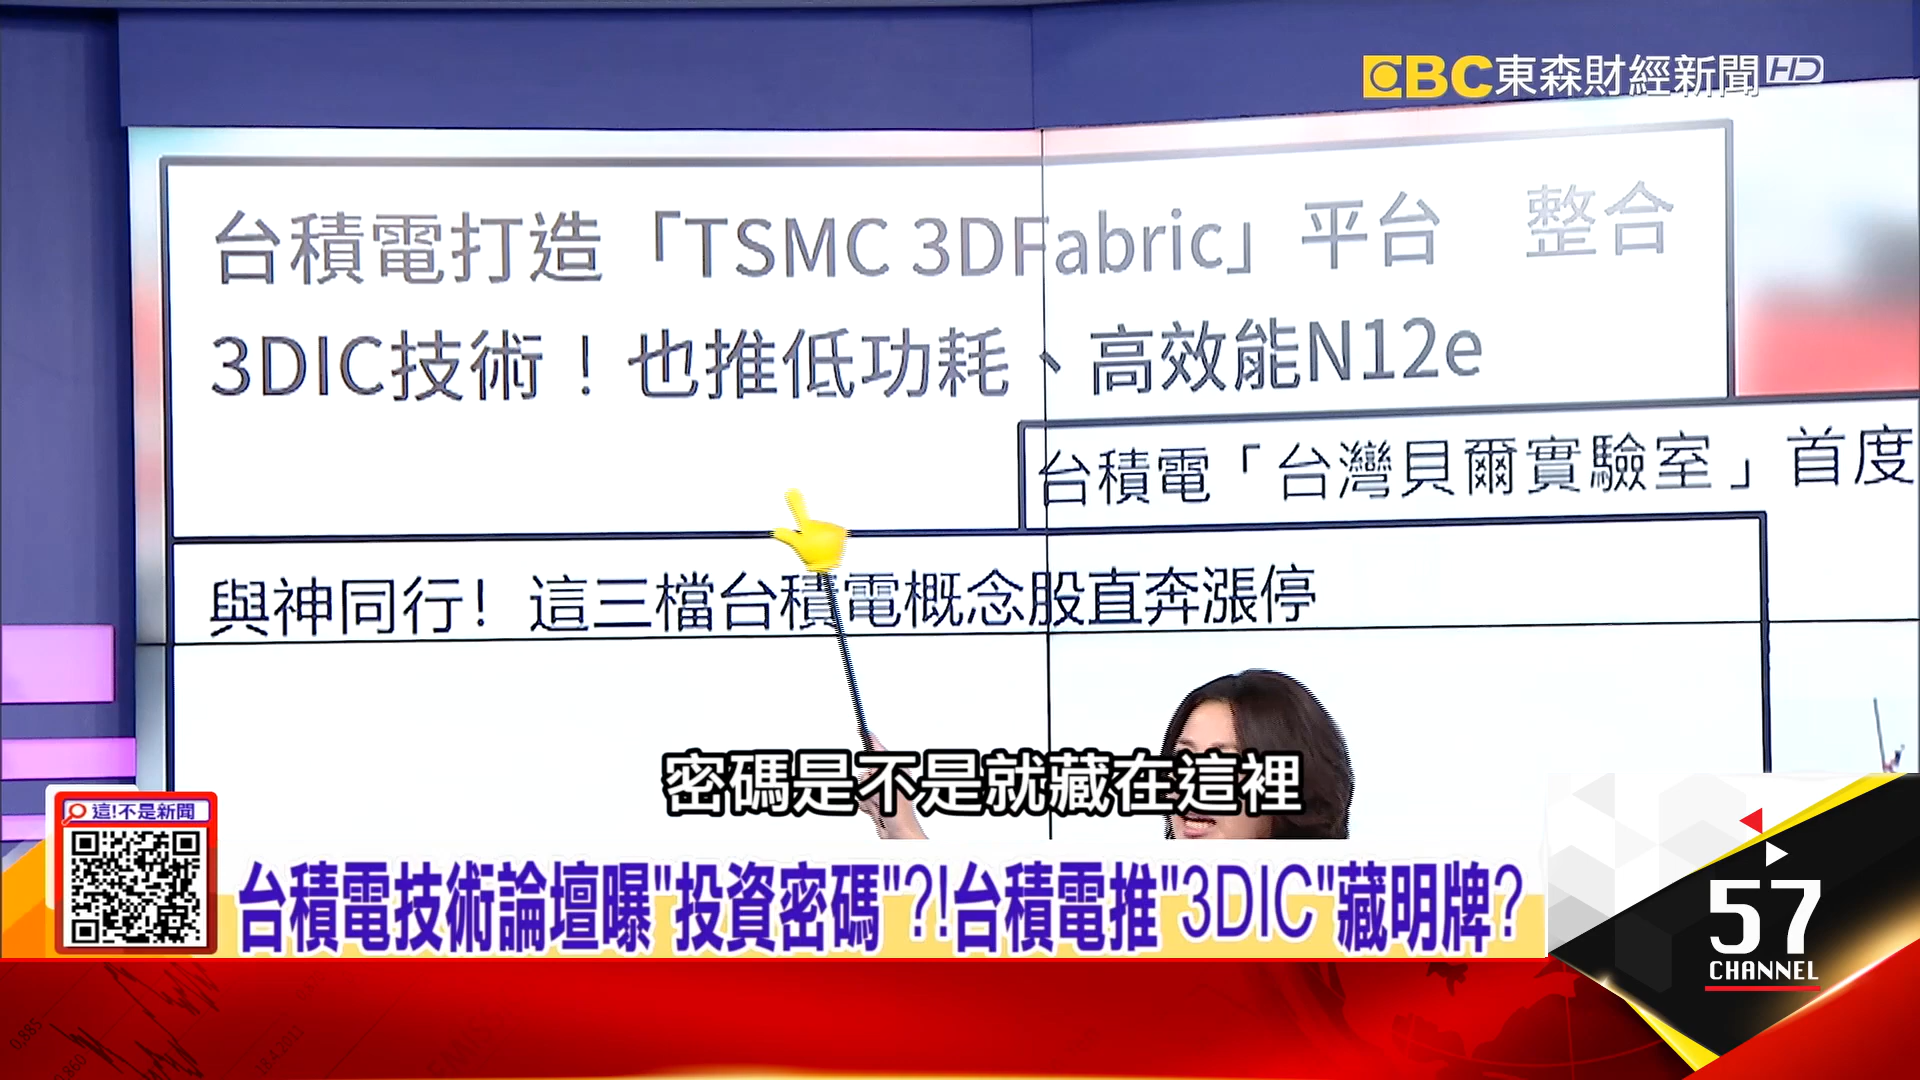 EBC東森財經新聞HD
台積電打造「TSMC 3DFabric」平台 整合
3DIC技術！也推低功耗、高效能N12e
台積電「台灣貝爾實驗室」首度
與神同行! 這三檔台積電概念股直奔漲停
密碼是不是就藏在這裡
這!不是新聞
台積電技術論壇曝"投資密碼"?!台積電推"3DIC"藏明牌?
57
CHANNEL
0.885
0.860